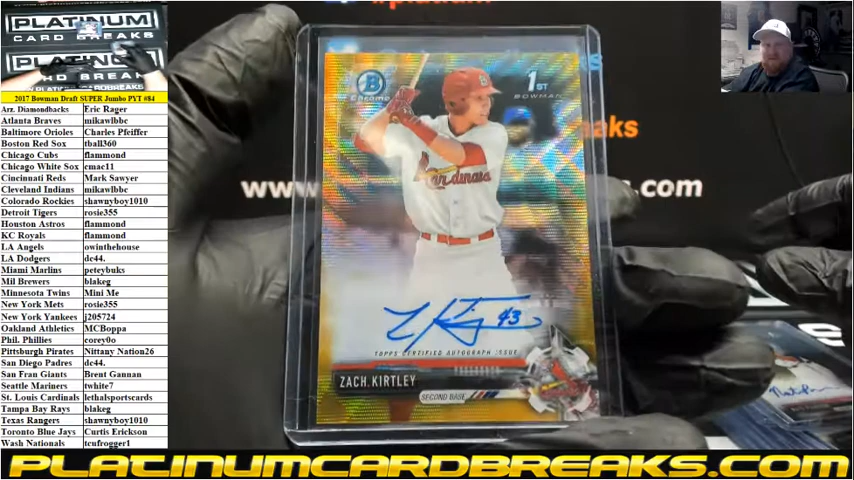 PLATINUM
CARD BREAKS
PLATINUM
CARD BREAKS
PLATINUMCARDBREAKS.
2017 Bowman Draft SUPER Jumbo PYT #84
Arz. Diamondbacks Eric Rager
Atlanta Braves mikawlbbc
Baltimore Orioles Charles Pfeiffer
Boston Red Sox tball360
Chicago Cubs flammond
Chicago White Sox cmac11
Cincinnati Reds Mark Sawyer
Cleveland Indians mikawlbbc
Colorado Rockies shawnyboy1010
Detroit Tigers rosie355
Houston Astros flammond
KC Royals flammond
LA Angels owinthehouse
LA Dodgers dc44.
Miami Marlins peteybuks
Mil Brewers blakeg
Minnesota Twins Mini Me
New York Mets rosie355
New York Yankees j205724
Oakland Athletics MCBoppa
Phil. Phillies corey0o
Pittsburgh Pirates Nittany Nation26
San Diego Padres dc44.
San Fran Giants Brent Gannan
Seattle Mariners twhite7
St. Louis Cardinals lethalsportscards
Tampa Bay Rays blakeg
Texas Rangers shawnyboy1010
Toronto Blue Jays Curtis Erickson
Wash Nationals tcufrogger1
B
Chrome
1ST
BOWMAN
Cardinals
www.
.com
43
TOPPS CERTIFIED AUTOGRAPH ISSUE
ZACH KIRTLEY
SECOND BASE
PLATINUMCARDBREAKS.COM